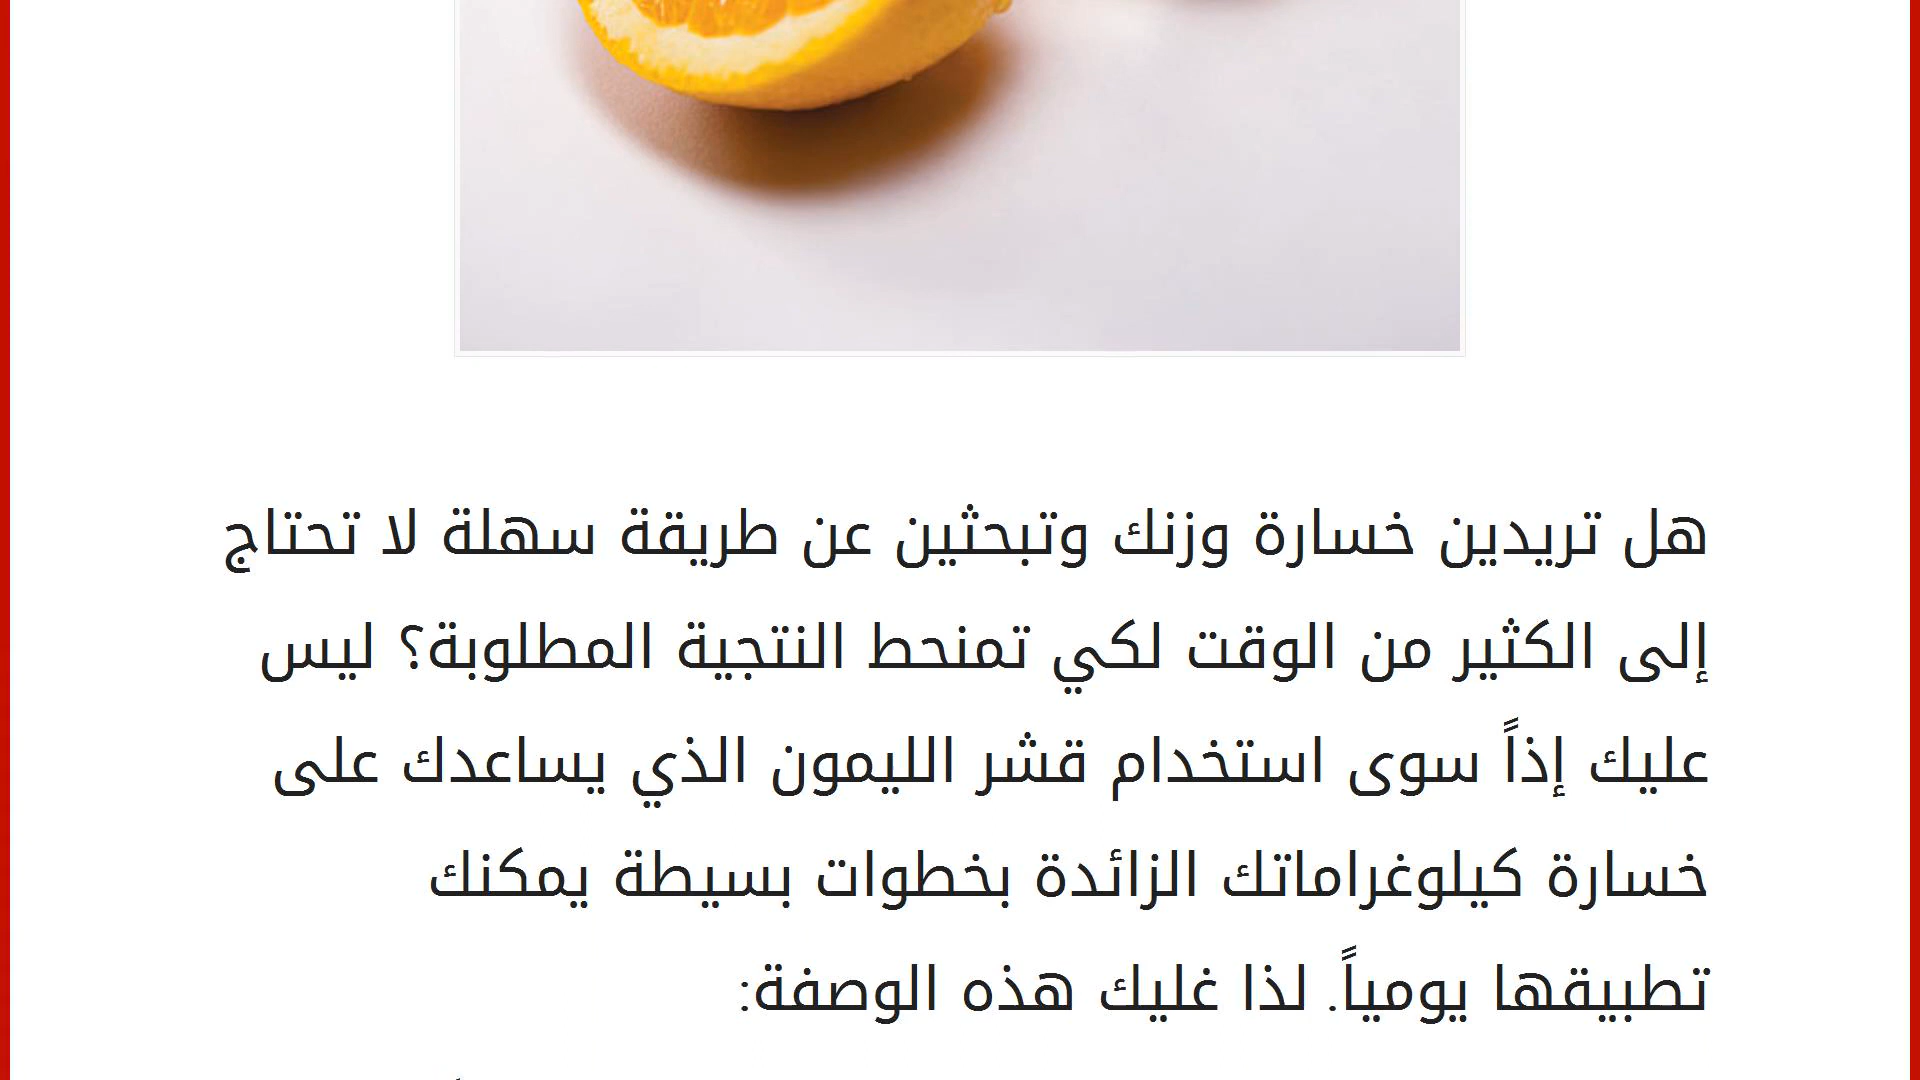 هل تريدين خسارة وزنك وتبحثين عن طريقة سهلة لا تحتاج
إلى الكثير من الوقت لكي تمنحط النتجية المطلوبة؟ ليس
عليك إذاً سوى استخدام قشر الليمون الذي يساعدك على
خسارة كيلوغراماتك الزائدة بخطوات بسيطة يمكنك
تطبيقها يومياً. لذا غليك هذه الوصفة: